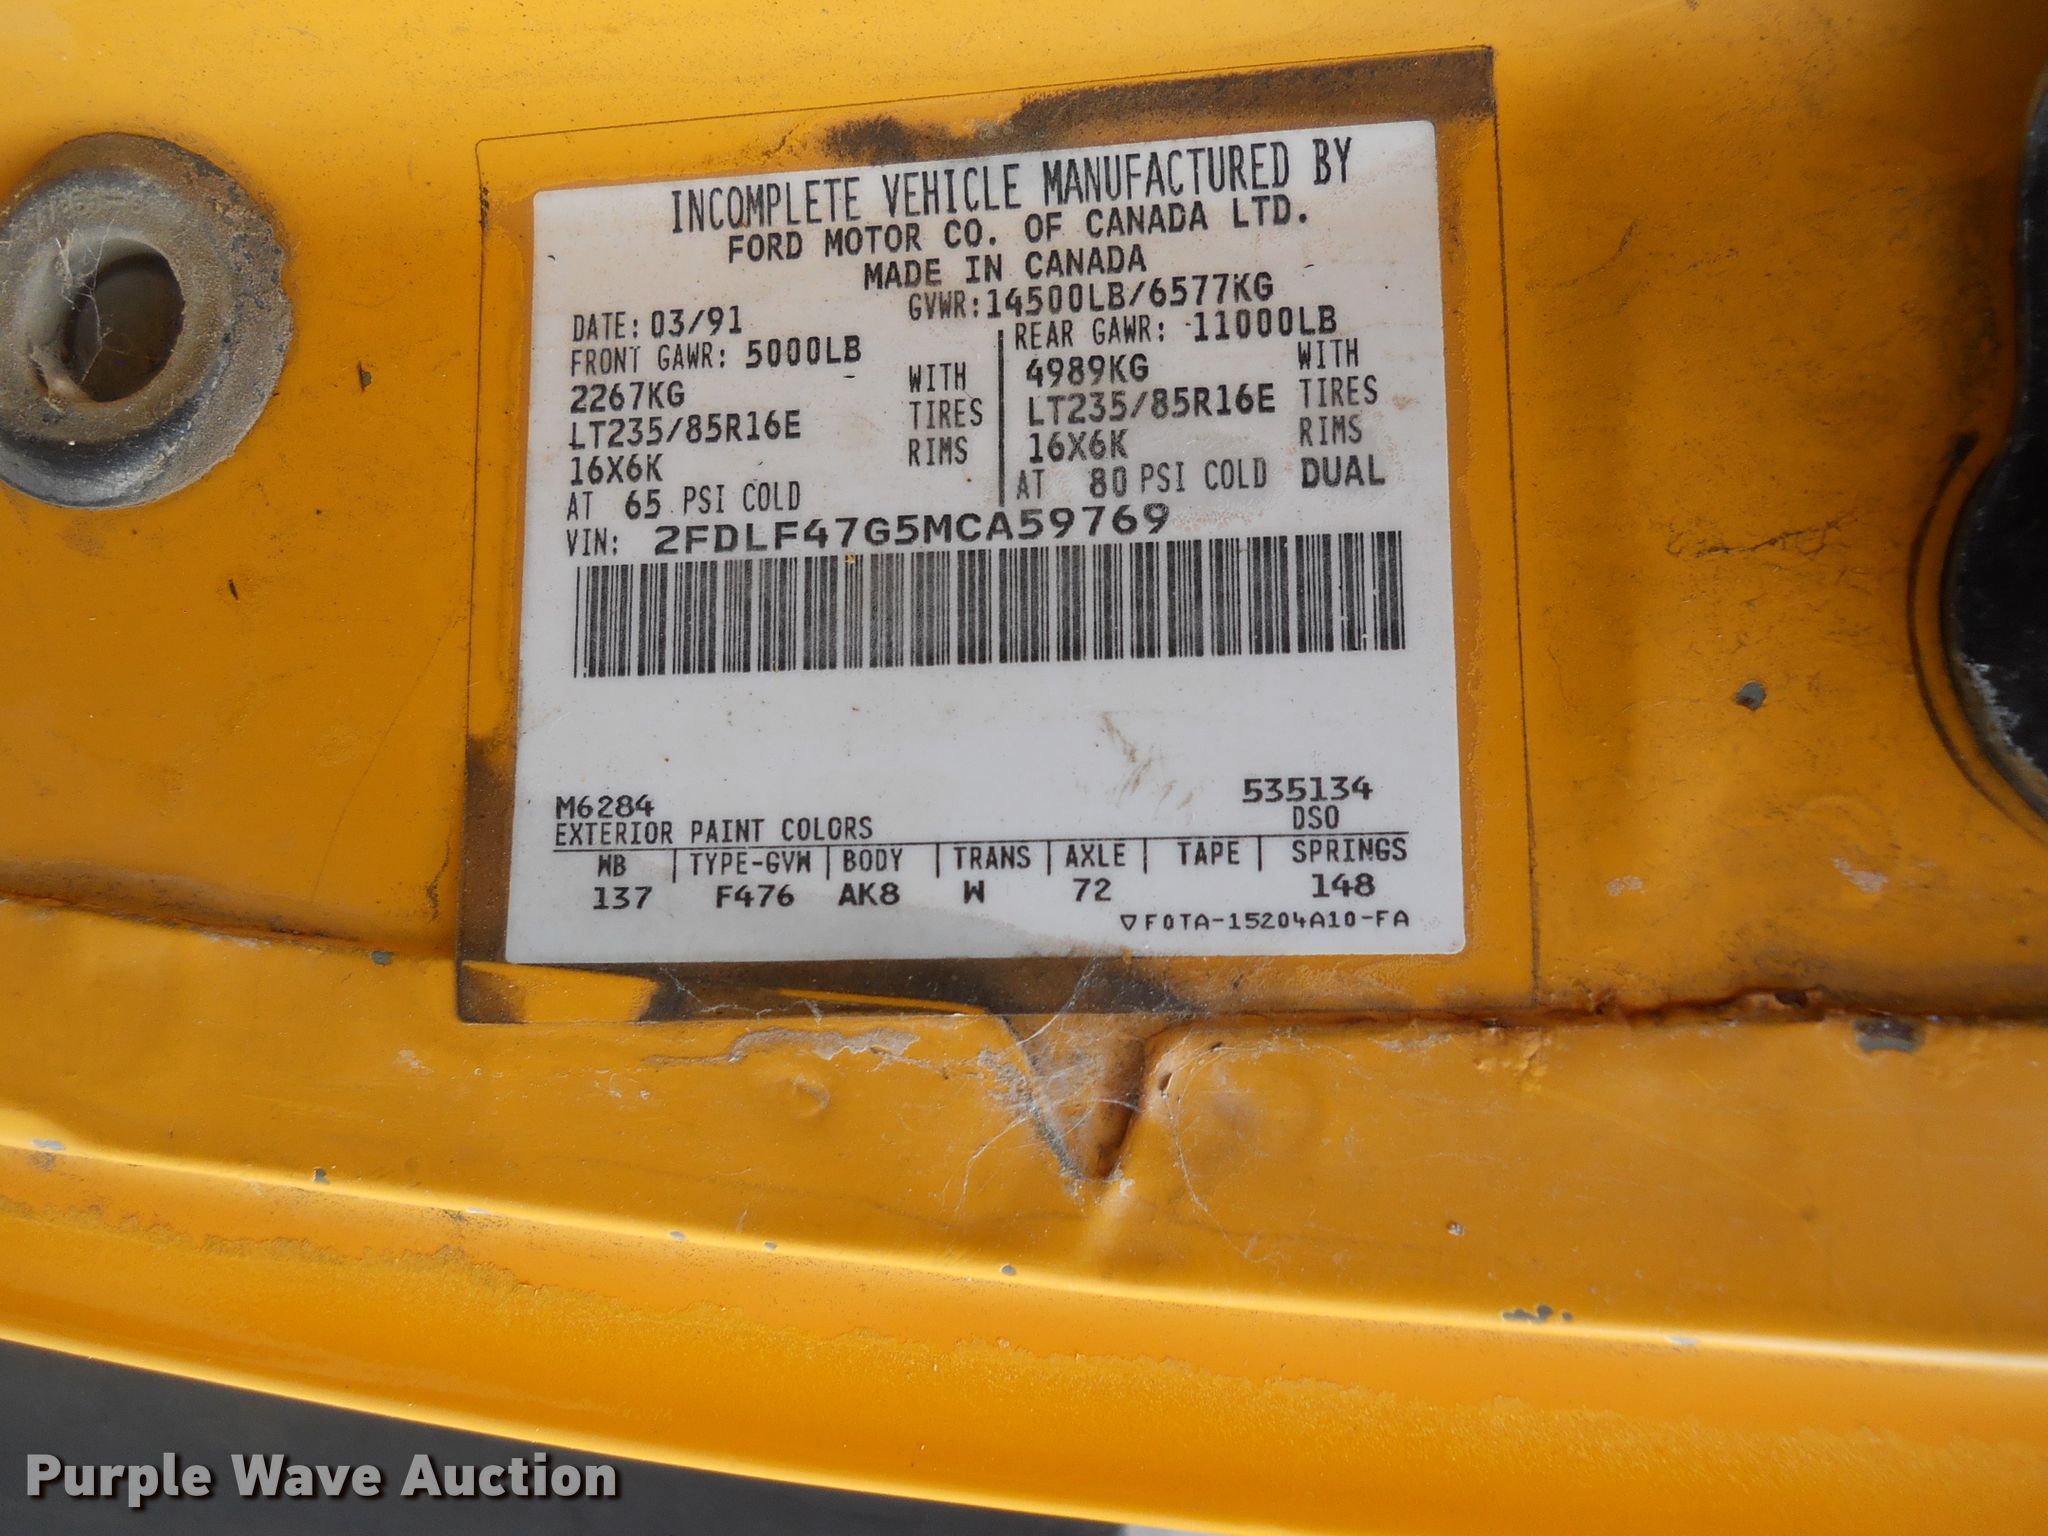 INCOMPLETE VEHICLE MANUFACTURED BY
FORD MOTOR CO. OF CANADA LTD.
MADE IN CANADA
DATE: 03/91 GVWR: 14500LB/6577KG
FRONT GAWR: 5000LB REAR GAWR: 11000LB
2267KG WITH 4989KG WITH
LT235/85R16E TIRES LT235/85R16E TIRES
16X6K RIMS 16X6K RIMS
AT 65 PSI COLD AT 80 PSI COLD DUAL
VIN: 2FDLF47G5MCA59769
M6284 535134
EXTERIOR PAINT COLORS DSO
WB | TYPE-GVW | BODY | TRANS | AXLE | TAPE | SPRINGS
137 F476 AK8 W 72 148
▽F0TA-15204A10-FA
Purple Wave Auction